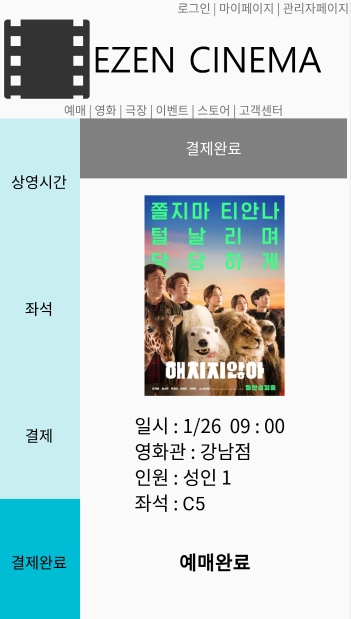 로그인 | 마이페이지 | 관리자페이지
EZEN CINEMA
예매 | 영화 | 극장 | 이벤트 | 스토어 | 고객센터
결제완료
상영시간
좌석
결제
결제완료
쫄지마 티안나
털 날 리 며
당 당 하 게
해치지않아
일시 : 1/26 09 : 00
영화관 : 강남점
인원 : 성인 1
좌석 : C5
예매완료